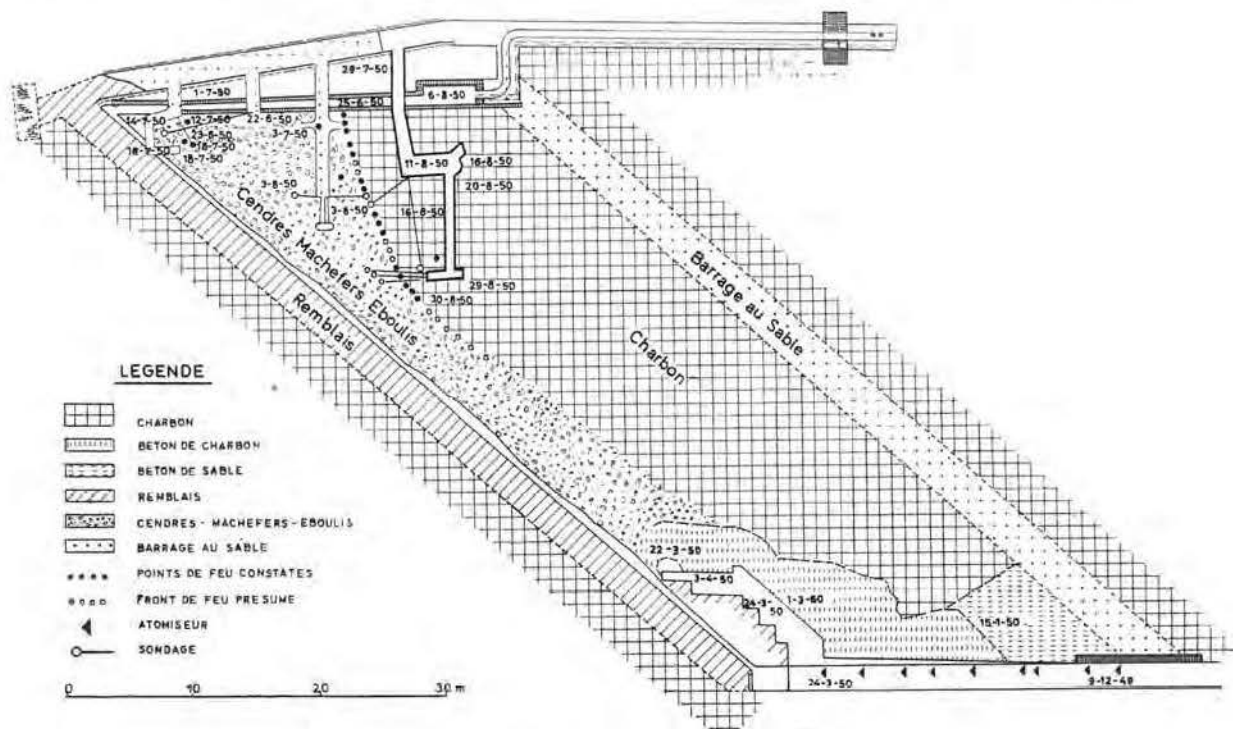 28-7-50
1-7-50
25-6-50
6-8-50
14-7-50
12-7-50
22-6-50
3-7-50
23-6-50
18-7-50
18-7-50
18-7-50
11-8-50
16-8-50
20-8-50
3-8-50
3-8-50
16-8-50
29-8-50
30-8-50
Cendres Machefers Eboulis
Remblais
Charbon
Barrage au Sable
LEGENDE
CHARBON
BETON DE CHARBON
BETON DE SABLE
REMBLAIS
CENDRES - MACHEFERS - EBOULIS
BARRAGE AU SABLE
POINTS DE FEU CONSTATES
FRONT DE FEU PRESUME
ATOMISEUR
SONDAGE
0 10 20 30 m
22-3-50
3-4-50
24-3-50
1-3-50
15-1-50
24-3-50
9-12-49